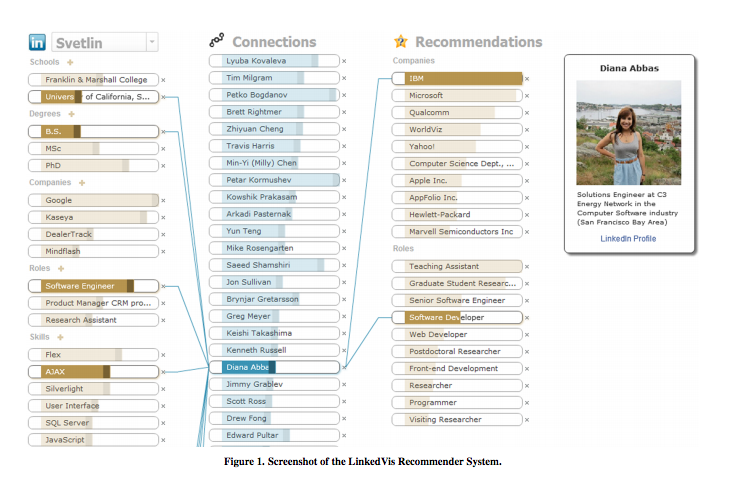 in Svetlin
Schools +
Franklin & Marshall College ×
Univers of California, S... ×
Degrees +
B.S. ×
MSc ×
PhD ×
Companies +
Google ×
Kaseya ×
DealerTrack ×
Mindflash ×
Roles +
Software Engineer ×
Product Manager CRM pro... ×
Research Assistant ×
Skills +
Flex ×
AJAX ×
Silverlight ×
User Interface ×
SQL Server ×
JavaScript ×
Connections
Lyuba Kovaleva ×
Tim Milgram ×
Petko Bogdanov ×
Brett Rightmer ×
Zhiyuan Cheng ×
Travis Harris ×
Min-Yi (Milly) Chen ×
Petar Kormushev ×
Kowshik Prakasam ×
Arkadi Pasternak ×
Yun Teng ×
Mike Rosengarten ×
Saeed Shamshiri ×
Jon Sullivan ×
Brynjar Gretarsson ×
Greg Meyer ×
Keishi Takashima ×
Kenneth Russell ×
Diana Abba ×
Jimmy Grablev ×
Scott Ross ×
Drew Fong ×
Edward Pultar ×
? Recommendations
Companies
IBM ×
Microsoft ×
Qualcomm ×
WorldViz ×
Yahoo! ×
Computer Science Dept., ... ×
Apple Inc. ×
AppFolio Inc. ×
Hewlett-Packard ×
Marvell Semiconductors Inc ×
Roles
Teaching Assistant ×
Graduate Student Researc... ×
Senior Software Engineer ×
Software Developer ×
Web Developer ×
Postdoctoral Researcher ×
Front-end Development ×
Researcher ×
Programmer ×
Visiting Researcher ×
Diana Abbas
Solutions Engineer at C3
Energy Network in the
Computer Software industry
(San Francisco Bay Area)
LinkedIn Profile
Figure 1. Screenshot of the LinkedVis Recommender System.